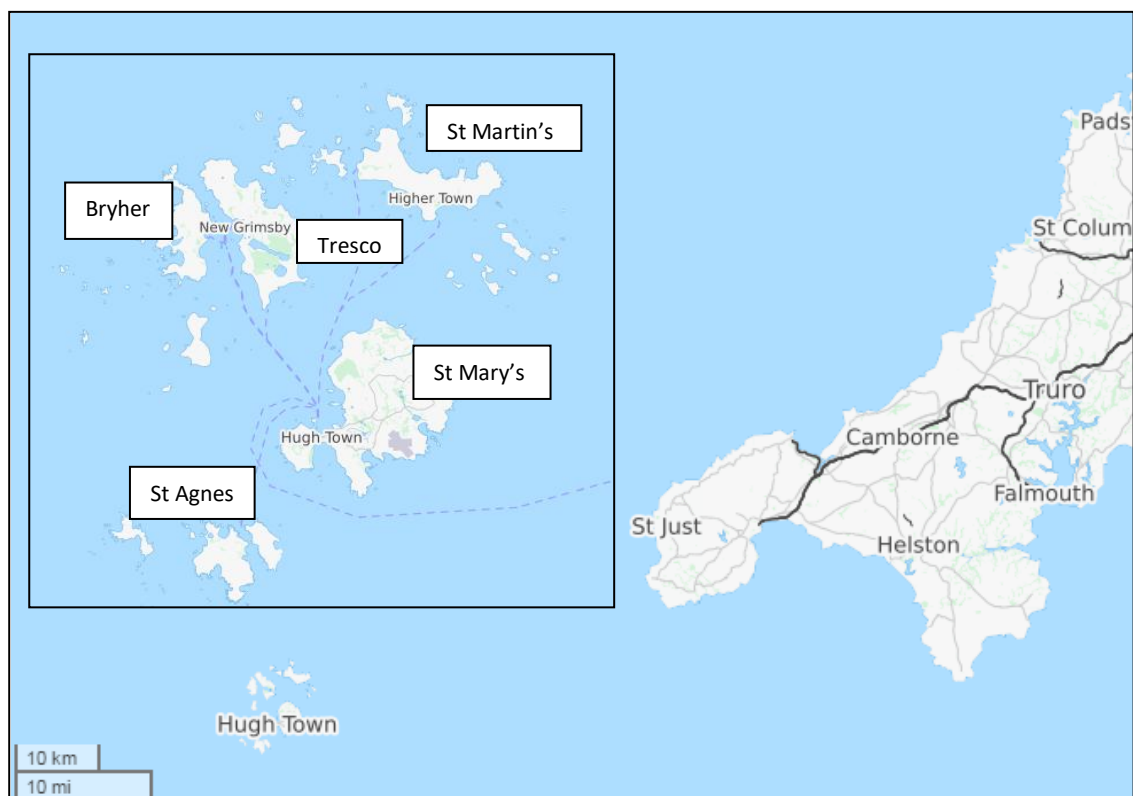 St Martin's
Pads
Bryher
Higher Town
New Grimsby
Tresco
St Colum
St Mary's
Truro
Hugh Town
Camborne
St Agnes
Falmouth
St Just
Helston
Hugh Town
10 km
10 mi